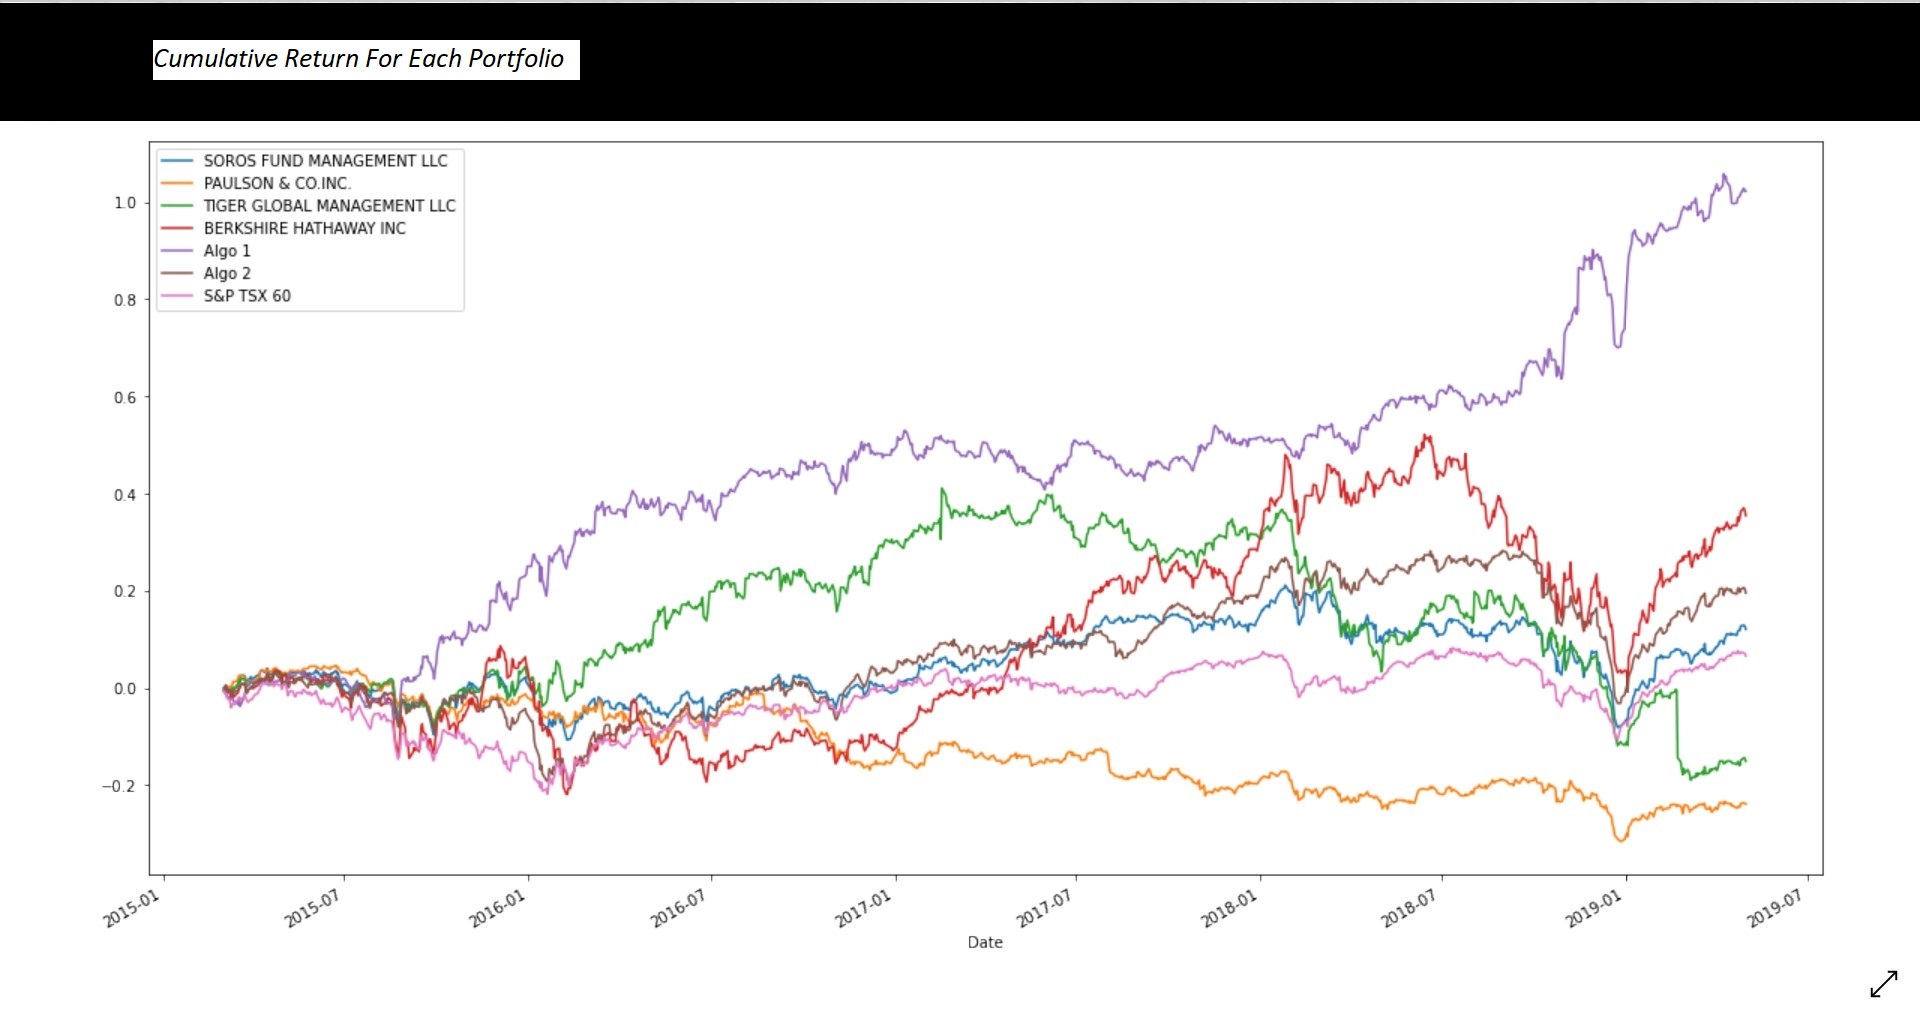 Cumulative Return For Each Portfolio
SOROS FUND MANAGEMENT LLC
PAULSON & CO.INC.
TIGER GLOBAL MANAGEMENT LLC
BERKSHIRE HATHAWAY INC
Algo 1
Algo 2
S&P TSX 60
1.0
0.8
0.6
0.4
0.2
0.0
−0.2
2015-01
2015-07
2016-01
2016-07
2017-01
2017-07
2018-01
2018-07
2019-01
2019-07
Date